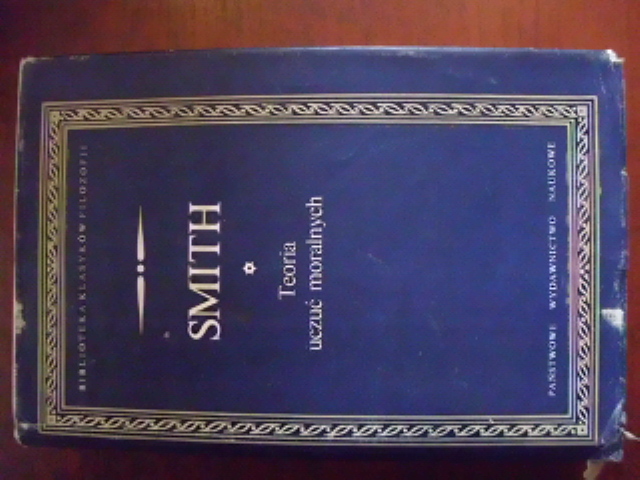 BIBLIOTEKA KLASYKÓW FILOZOFII
SMITH
Teoria
uczuć moralnych
PAŃSTWOWE WYDAWNICTWO NAUKOWE